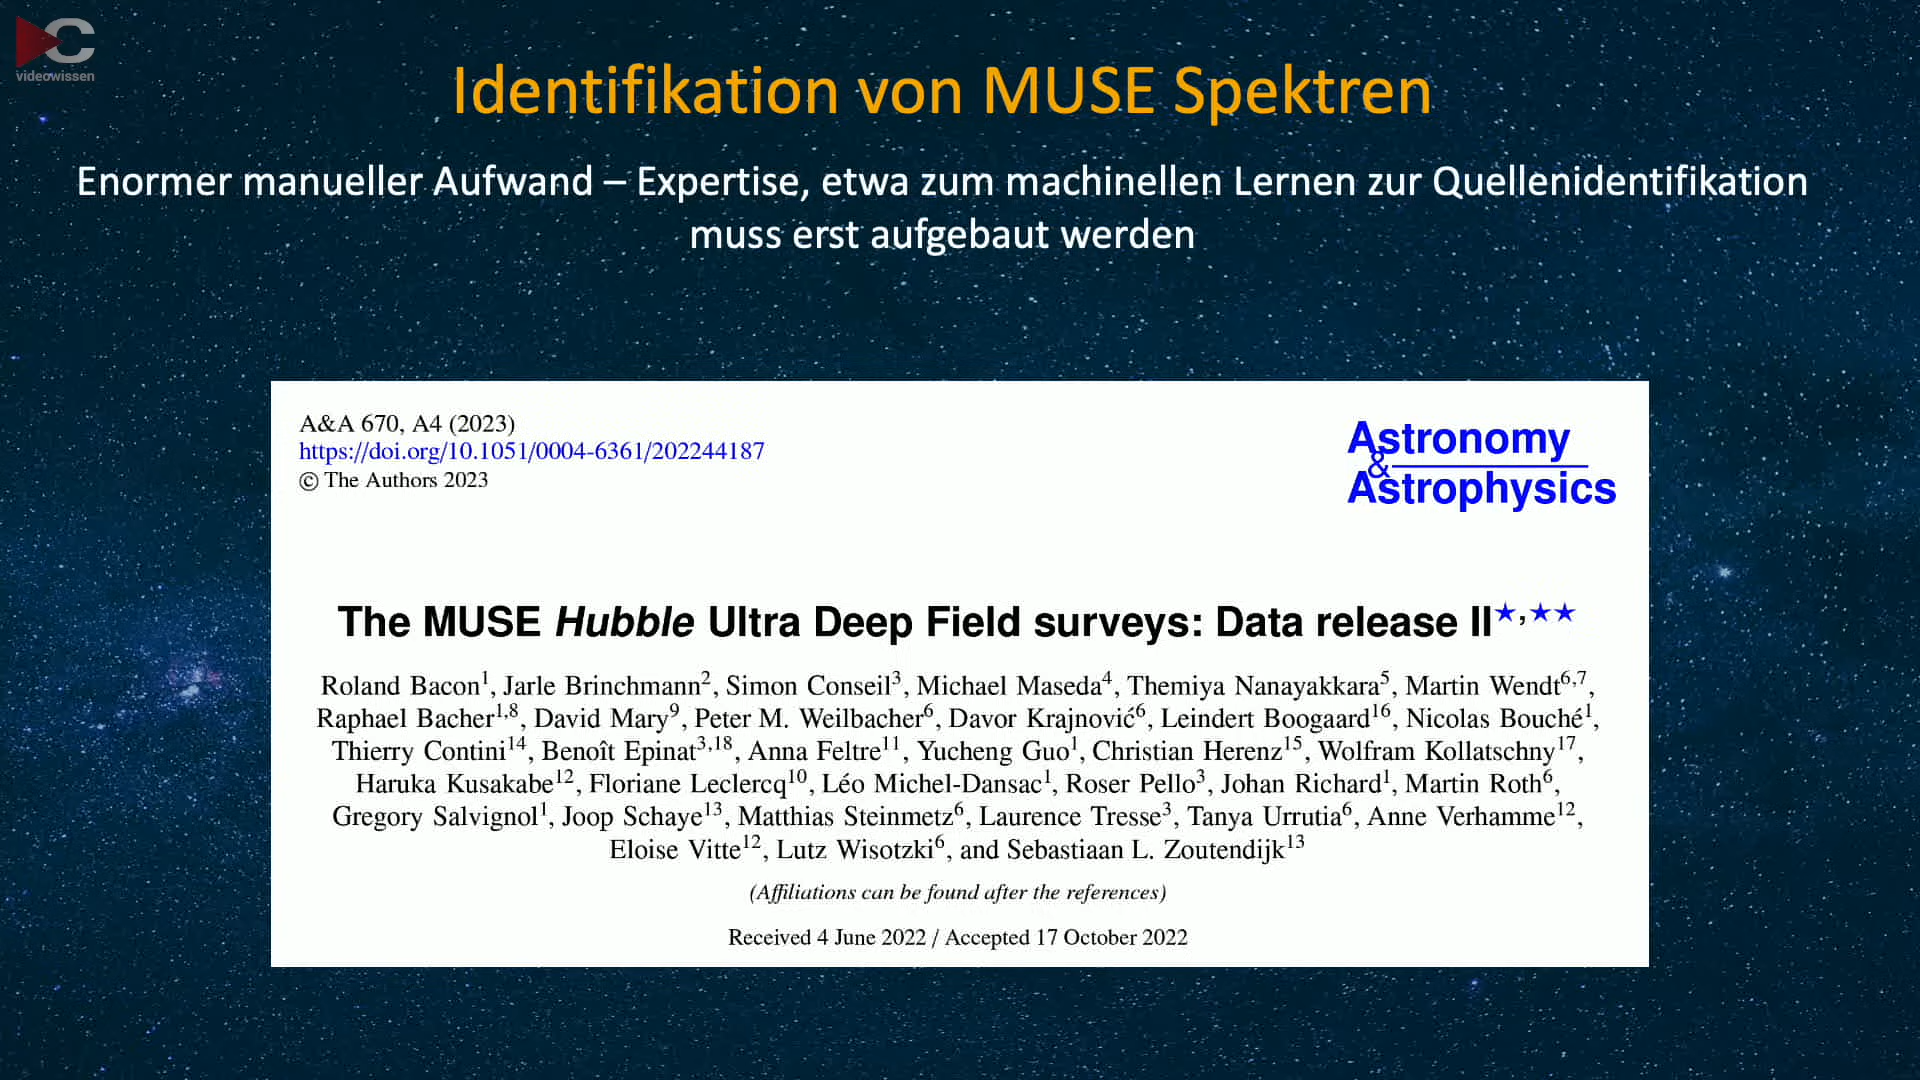 videowissen
Identifikation von MUSE Spektren
Enormer manueller Aufwand – Expertise, etwa zum machinellen Lernen zur Quellenidentifikation
muss erst aufgebaut werden
A&A 670, A4 (2023)
https://doi.org/10.1051/0004-6361/202244187
© The Authors 2023
Astronomy
&
Astrophysics
The MUSE Hubble Ultra Deep Field surveys: Data release II★,★★
Roland Bacon1, Jarle Brinchmann2, Simon Conseil3, Michael Maseda4, Themiya Nanayakkara5, Martin Wendt6,7,
Raphael Bacher1,8, David Mary9, Peter M. Weilbacher6, Davor Krajnović6, Leindert Boogaard16, Nicolas Bouché1,
Thierry Contini14, Benoît Epinat3,18, Anna Feltre11, Yucheng Guo1, Christian Herenz15, Wolfram Kollatschny17,
Haruka Kusakabe12, Floriane Leclercq10, Léo Michel-Dansac1, Roser Pello3, Johan Richard1, Martin Roth6,
Gregory Salvignol1, Joop Schaye13, Matthias Steinmetz6, Laurence Tresse3, Tanya Urrutia6, Anne Verhamme12,
Eloise Vitte12, Lutz Wisotzki6, and Sebastiaan L. Zoutendijk13
(Affiliations can be found after the references)
Received 4 June 2022 / Accepted 17 October 2022